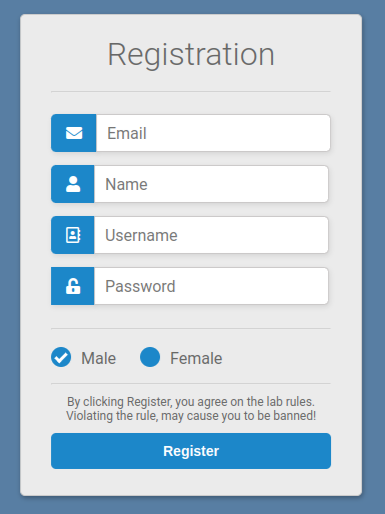 Registration
Email
Name
Username
Password
Male Female
By clicking Register, you agree on the lab rules.
Violating the rule, may cause you to be banned!
Register